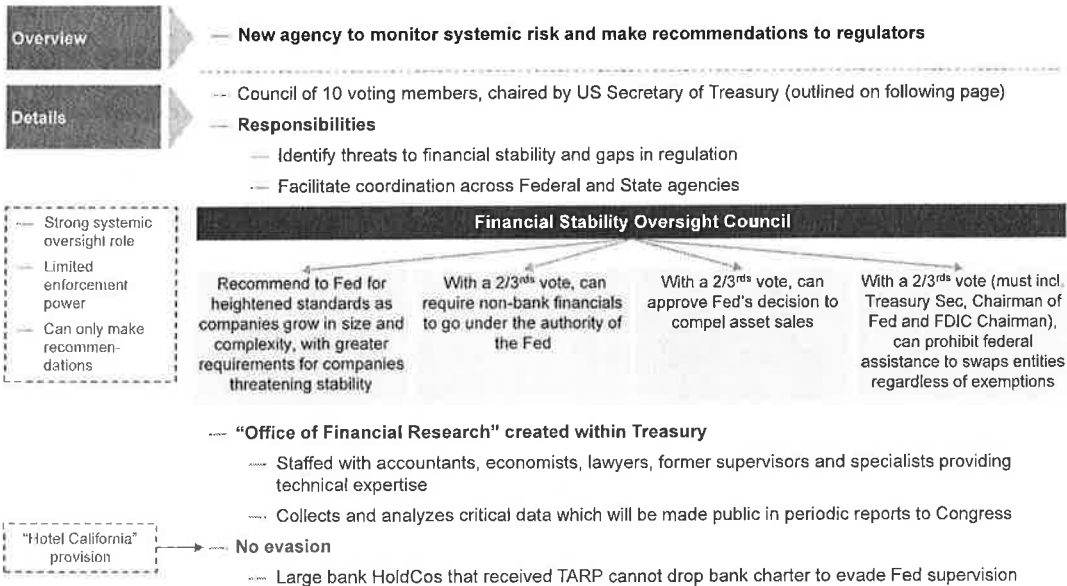 Overview
— New agency to monitor systemic risk and make recommendations to regulators
Details
— Council of 10 voting members, chaired by US Secretary of Treasury (outlined on following page)
— Responsibilities
— Identify threats to financial stability and gaps in regulation
— Facilitate coordination across Federal and State agencies
— Strong systemic
oversight role
— Limited
enforcement
power
— Can only make
recommen-
dations
Financial Stability Oversight Council
Recommend to Fed for
heightened standards as
companies grow in size and
complexity, with greater
requirements for companies
threatening stability
With a 2/3rds vote, can
require non-bank financials
to go under the authority of
the Fed
With a 2/3rds vote, can
approve Fed's decision to
compel asset sales
With a 2/3rds vote (must incl.
Treasury Sec, Chairman of
Fed and FDIC Chairman),
can prohibit federal
assistance to swaps entities
regardless of exemptions
— "Office of Financial Research" created within Treasury
— Staffed with accountants, economists, lawyers, former supervisors and specialists providing
technical expertise
— Collects and analyzes critical data which will be made public in periodic reports to Congress
"Hotel California"
provision
— No evasion
— Large bank HoldCos that received TARP cannot drop bank charter to evade Fed supervision